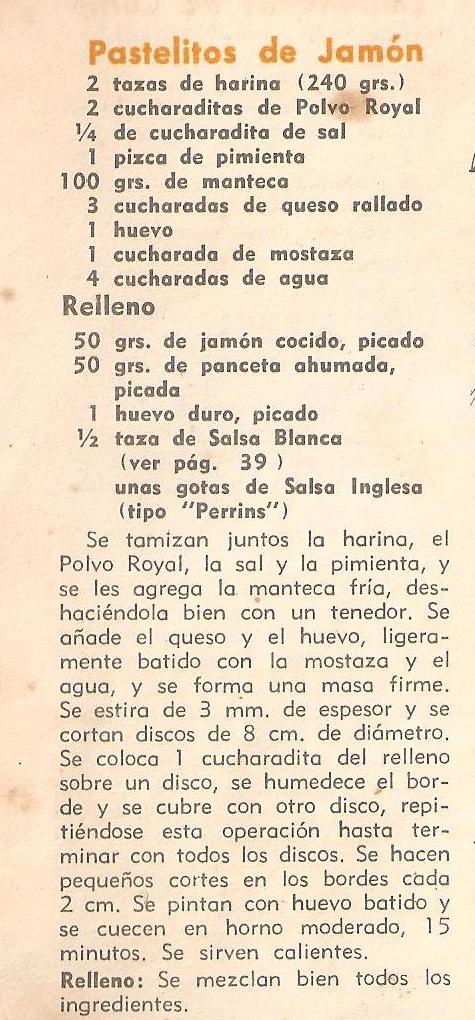 Pastelitos de Jamón
2 tazas de harina (240 grs.)
2 cucharaditas de Polvo Royal
¼ de cucharadita de sal
1 pizca de pimienta
100 grs. de manteca
3 cucharadas de queso rallado
1 huevo
1 cucharada de mostaza
4 cucharadas de agua
Relleno
50 grs. de jamón cocido, picado
50 grs. de panceta ahumada,
picada
1 huevo duro, picado
½ taza de Salsa Blanca
(ver pág. 39 )
unas gotas de Salsa Inglesa
(tipo "Perrins")
Se tamizan juntos la harina, el
Polvo Royal, la sal y la pimienta, y
se les agrega la manteca fría, des-
haciéndola bien con un tenedor. Se
añade el queso y el huevo, ligera-
mente batido con la mostaza y el
agua, y se forma una masa firme.
Se estira de 3 mm. de espesor y se
cortan discos de 8 cm. de diámetro.
Se coloca 1 cucharadita del relleno
sobre un disco, se humedece el bor-
de y se cubre con otro disco, repi-
tiéndose esta operación hasta ter-
minar con todos los discos. Se hacen
pequeños cortes en los bordes cada
2 cm. Se pintan con huevo batido y
se cuecen en horno moderado, 15
minutos. Se sirven calientes.
Relleno: Se mezclan bien todos los
ingredientes.